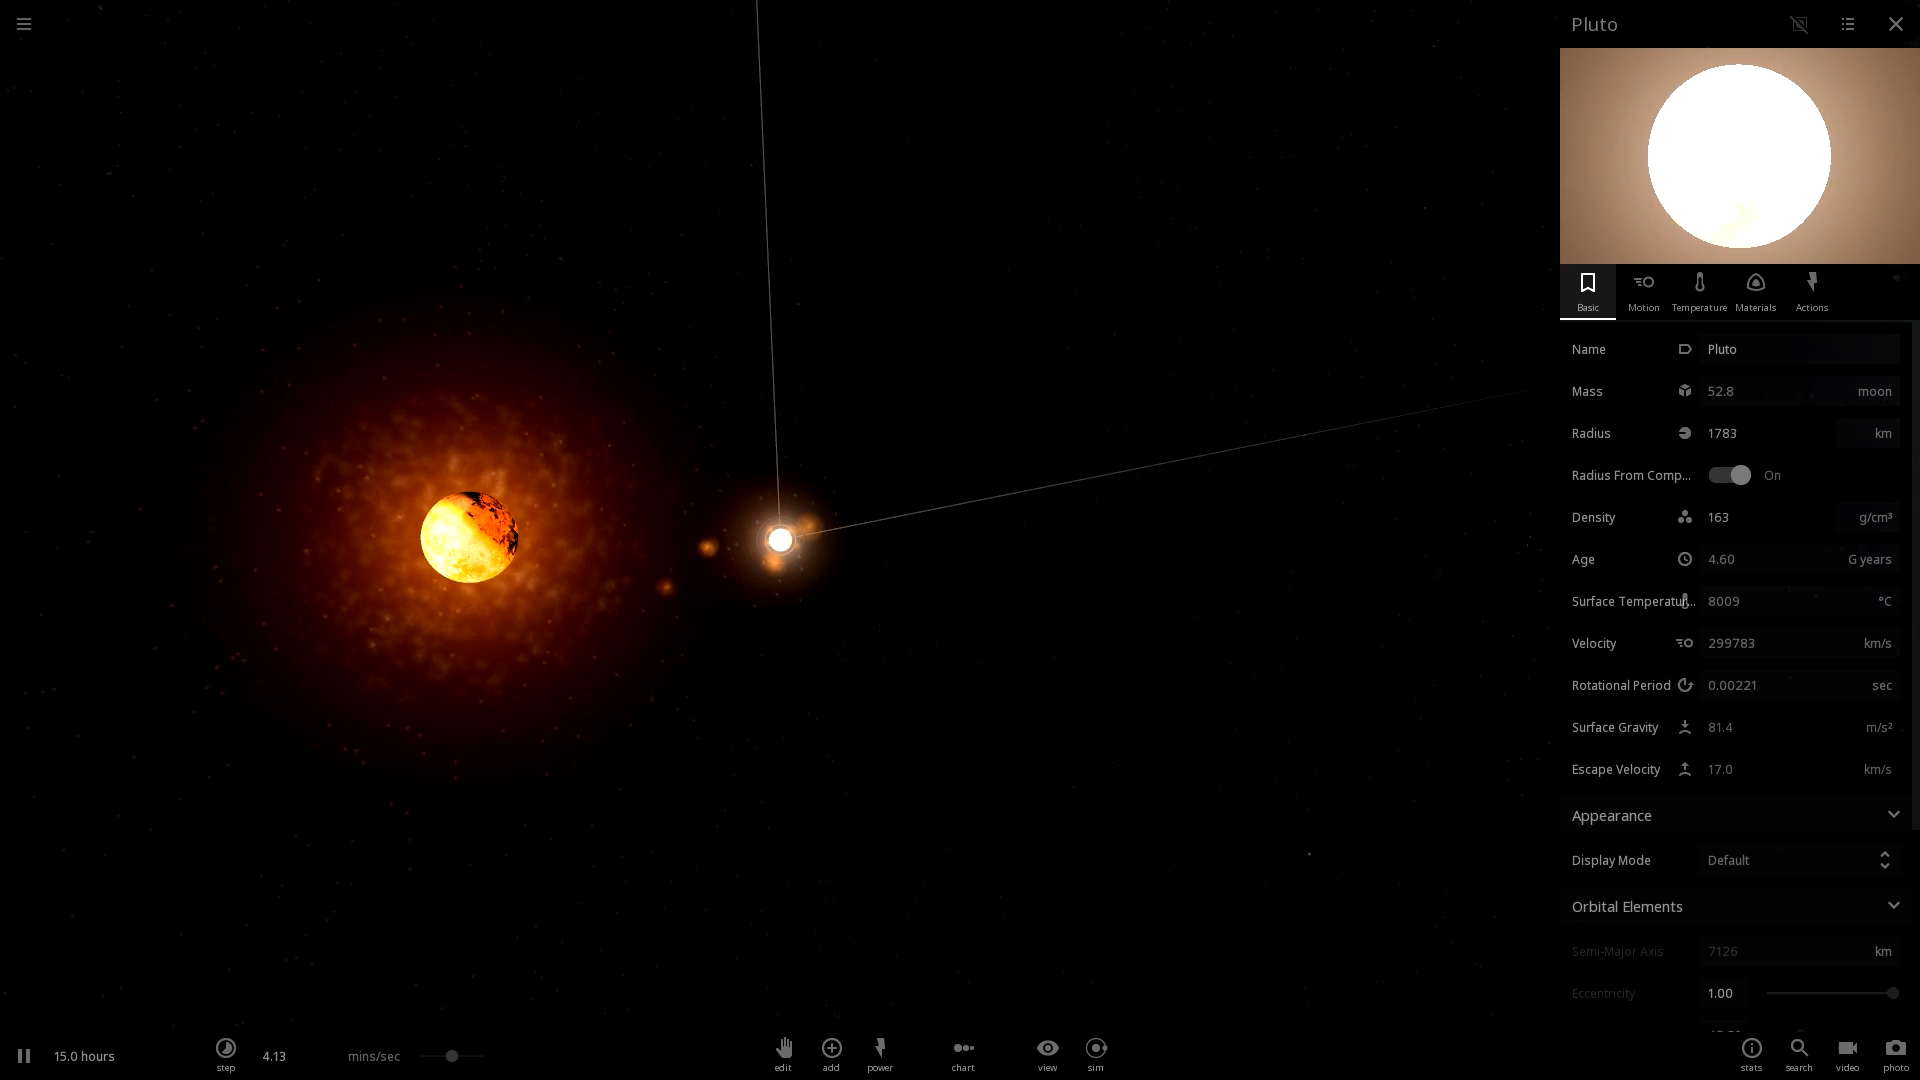 Pluto
Basic
Motion
Temperature
Materials
Actions
Name Pluto
Mass 52.8 moon
Radius 1783 km
Radius From Comp... On
Density 163 g/cm³
Age 4.60 G years
Surface Temperatur... 8009 °C
Velocity 299783 km/s
Rotational Period 0.00221 sec
Surface Gravity 81.4 m/s²
Escape Velocity 17.0 km/s
Appearance
Display Mode Default
Orbital Elements
Semi-Major Axis 7126 km
Eccentricity 1.00
15.0 hours
step
4.13 mins/sec
edit
add
power
chart
view
sim
stats
search
video
photo